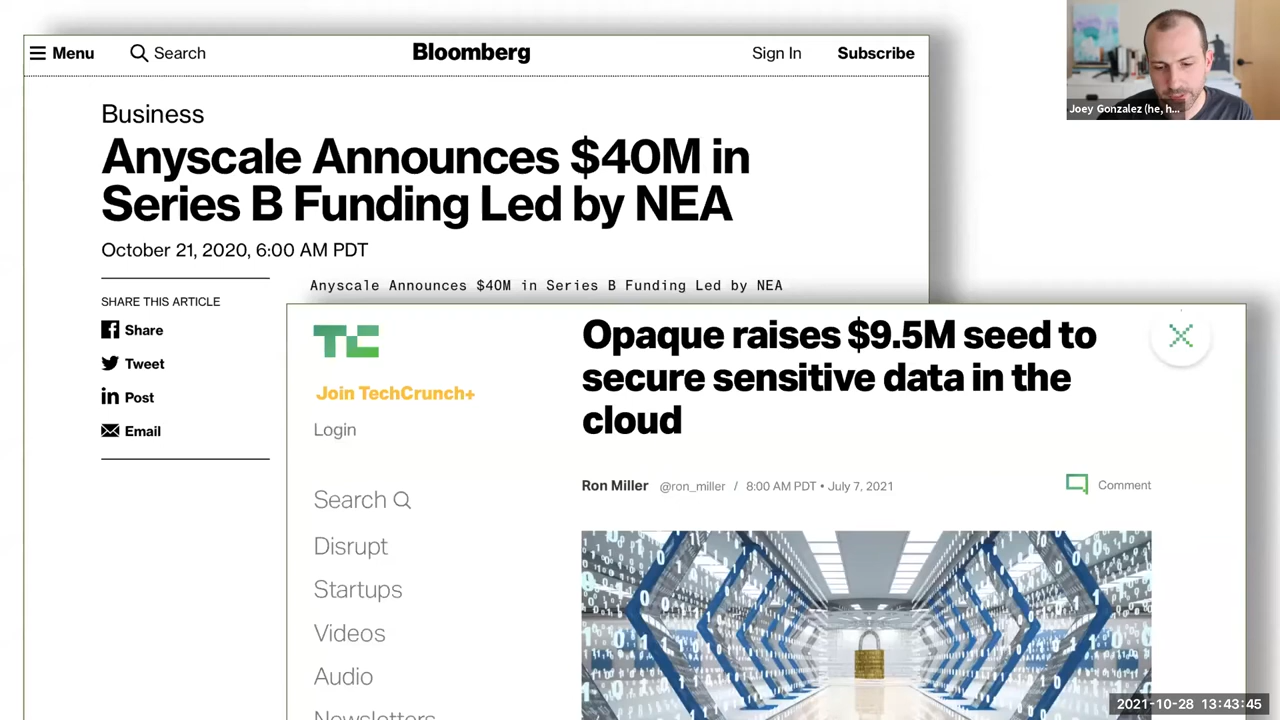 Menu
Search
Bloomberg
Sign In
Subscribe
Joey Gonzalez (he, h...
Business
Anyscale Announces $40M in
Series B Funding Led by NEA
October 21, 2020, 6:00 AM PDT
Anyscale Announces $40M in Series B Funding Led by NEA
SHARE THIS ARTICLE
Share
Tweet
Post
Email
TC
Join TechCrunch+
Login
Search
Disrupt
Startups
Videos
Audio
Newsletters
Opaque raises $9.5M seed to
secure sensitive data in the
cloud
Ron Miller @ron_miller / 8:00 AM PDT • July 7, 2021
Comment
2021-10-28 13:43:45